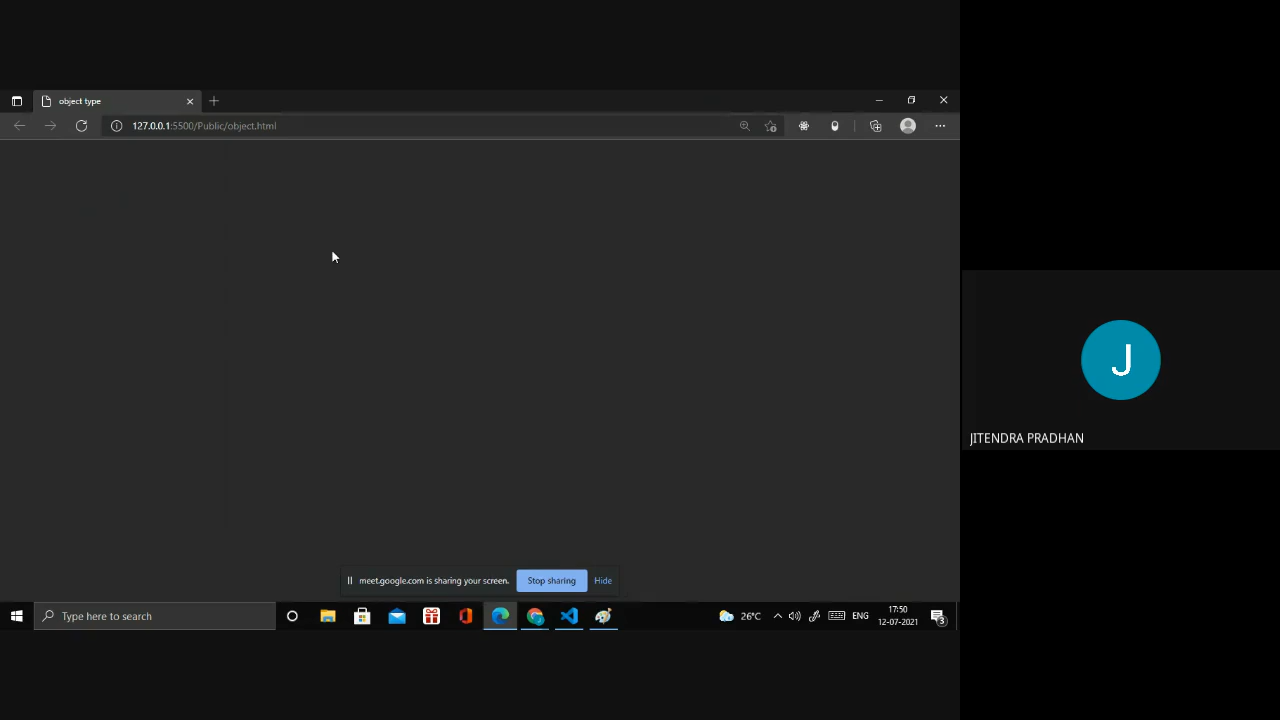 object type
127.0.0.1:5500/Public/object.html
J
JITENDRA PRADHAN
meet.google.com is sharing your screen. Stop sharing Hide
Type here to search
26°C
ENG
17:50
12-07-2021
3